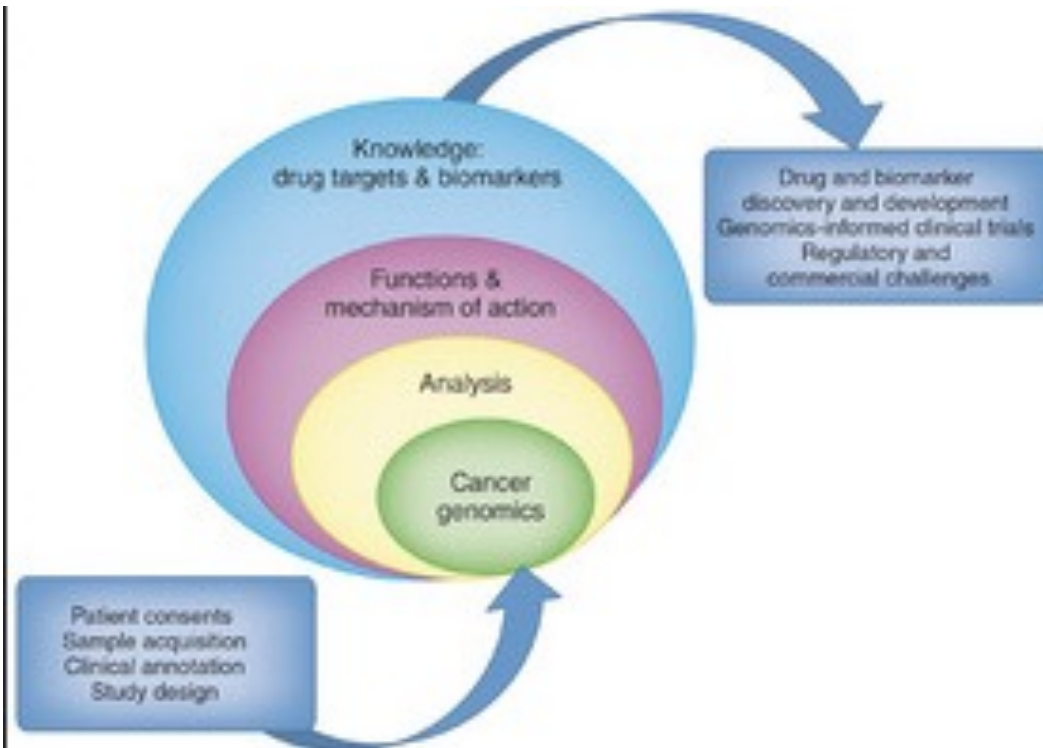 Knowledge:
drug targets & biomarkers
Functions &
mechanism of action
Analysis
Cancer
genomics
Drug and biomarker
discovery and development
Genomics-informed clinical trials
Regulatory and
commercial challenges
Patient consents
Sample acquisition
Clinical annotation
Study design